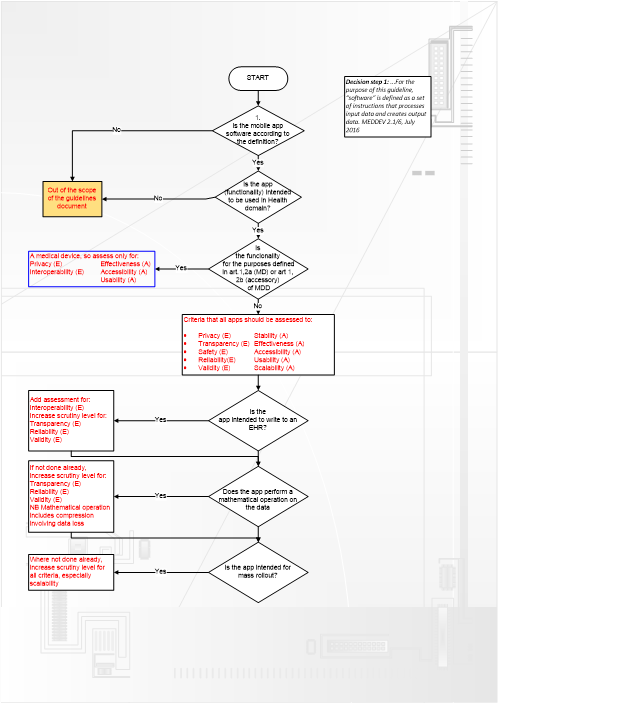 START
Decision step 1: ...For the
purpose of this guideline,
"software" is defined as a set
of instructions that processes
input data and creates output
data. MEDDEV 2.1/6, July
2016
1.
Is the mobile app
software according to
the definition?
No
Yes
Out of the scope
of the guidelines
document
Is the app
(functionality) intended
to be used in Health
domain?
No
Yes
A medical device, so assess only for:
Privacy (E) Effectiveness (A)
Interoperability (E) Accessibility (A)
Usability (A)
Is
the funcionality
for the purposes defined
in art.1,2a (MD) or art 1,
2b (accessory)
of MDD
Yes
No
Criteria that all apps should be assessed to:
• Privacy (E) Stability (A)
• Transparency (E) Effectiveness (A)
• Safety (E) Accessibility (A)
• Reliability(E) Usability (A)
• Validity (E) Scalability (A)
Add assessment for:
Interoperability (E)
Increase scrutiny level for:
Transparency (E)
Reliability (E)
Validity (E)
Yes
Is the
app intended to write to an
EHR?
If not done already,
increase scrutiny level for:
Transparency (E)
Reliability (E)
Validity (E)
NB Mathematical operation
includes compression
involving data loss
Yes
Does the app perform a
mathematical operation on
the data
Where not done already,
increase scrutiny level for
all criteria, especially
scalability
Yes
Is the app intended for
mass rollout?